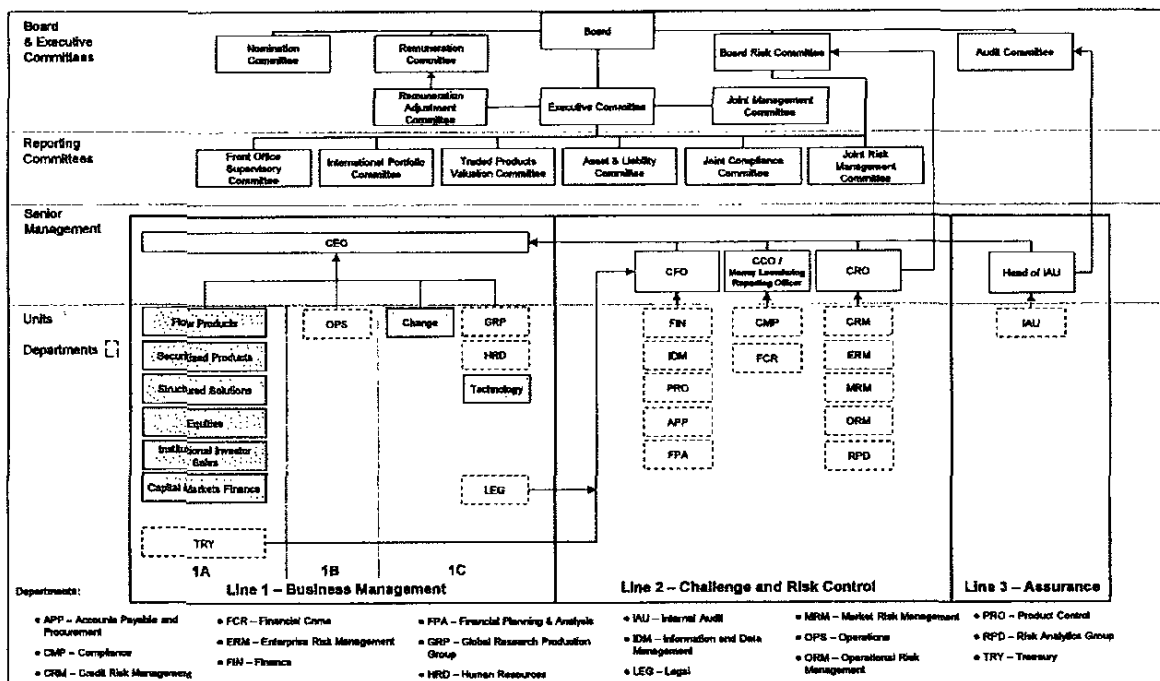 Board
& Executive
Committees
Board
Nomination
Committee
Remuneration
Committee
Board Risk Committee
Audit Committee
Remuneration
Adjustment
Committee
Executive Committee
Joint Management
Committee
Reporting
Committees
Front Office
Supervisory
Committee
International Portfolio
Committee
Traded Products
Valuation Committee
Asset & Liability
Committee
Joint Compliance
Committee
Joint Risk
Management
Committee
Senior
Management
CEO
CFO
CCO /
Money Laundering
Reporting Officer
CRO
Head of IAU
Units
Departments
Flow Products
OPS
Change
GRP
FIN
CMP
CRM
IAU
Securitized Products
HRD
IDM
FCR
ERM
Structured Solutions
Technology
PRO
MRM
Equities
APP
ORM
Institutional Investor
Sales
FPA
RPD
Capital Markets Finance
LEG
TRY
1A
1B
1C
Line 1 – Business Management
Line 2 – Challenge and Risk Control
Line 3 – Assurance
Departments:
• APP – Accounts Payable and
Procurement
• CMP – Compliance
• CRM – Credit Risk Management
• FCR – Financial Crime
• ERM – Enterprise Risk Management
• FIN – Finance
• FPA – Financial Planning & Analysis
• GRP – Global Research Production
Group
• HRD – Human Resources
• IAU – Internal Audit
• IDM – Information and Data
Management
• LEG – Legal
• MRM – Market Risk Management
• OPS – Operations
• ORM – Operational Risk
Management
• PRO – Product Control
• RPD – Risk Analytics Group
• TRY – Treasury